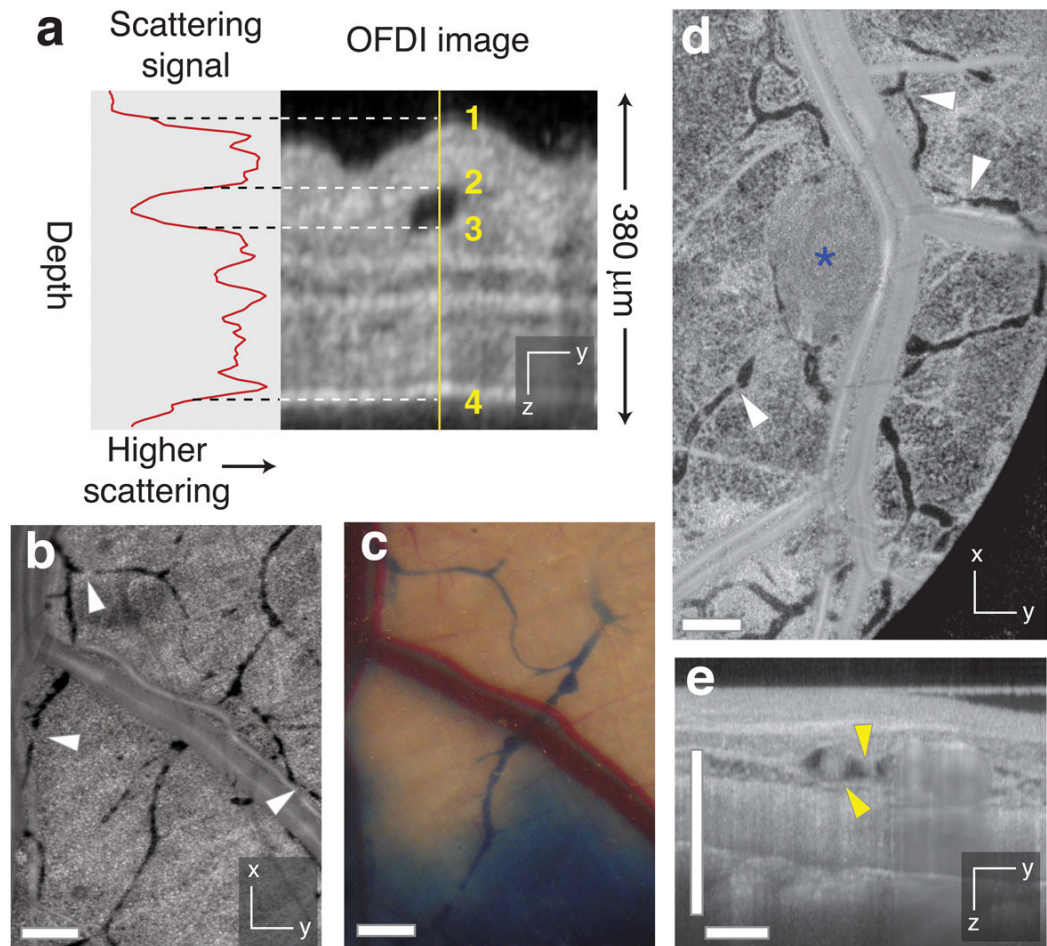 a
Scattering
signal
OFDI image
Depth
1
2
3
4
380 μm
y
z
Higher
scattering
b
x
y
c
d
*
x
y
e
y
z